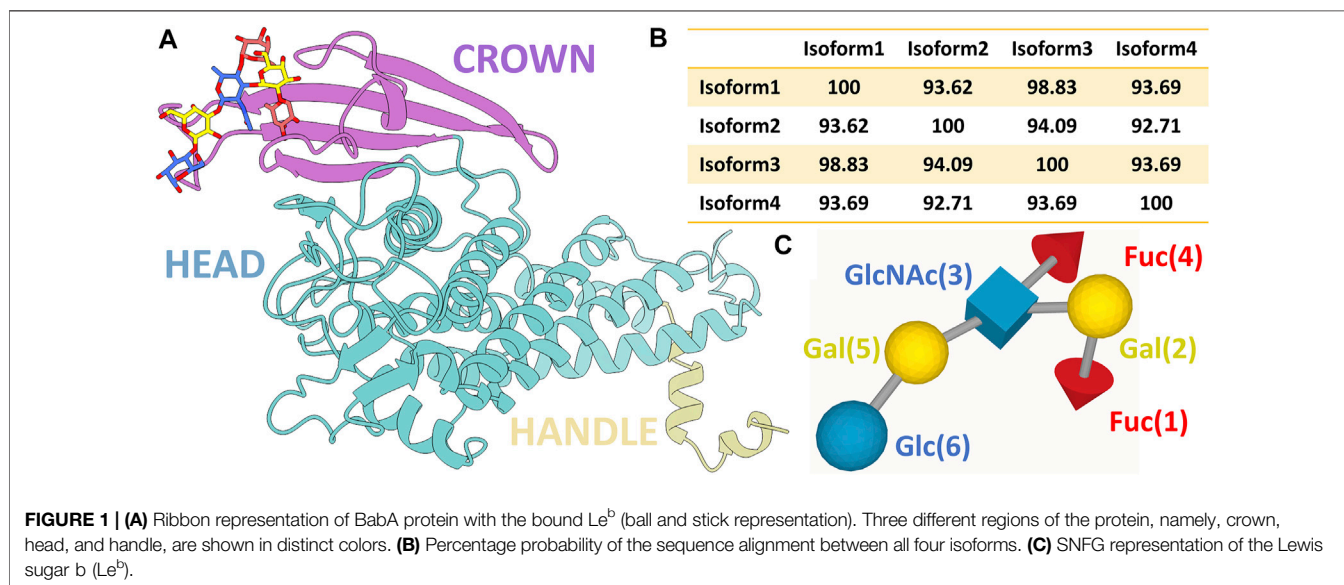 A
CROWN
HEAD
HANDLE
B
Isoform1 Isoform2 Isoform3 Isoform4
Isoform1 100 93.62 98.83 93.69
Isoform2 93.62 100 94.09 92.71
Isoform3 98.83 94.09 100 93.69
Isoform4 93.69 92.71 93.69 100
C
GlcNAc(3)
Fuc(4)
Gal(5)
Gal(2)
Glc(6)
Fuc(1)
FIGURE 1 | (A) Ribbon representation of BabA protein with the bound Leᵇ (ball and stick representation). Three different regions of the protein, namely, crown,
head, and handle, are shown in distinct colors. (B) Percentage probability of the sequence alignment between all four isoforms. (C) SNFG representation of the Lewis
sugar b (Leᵇ).